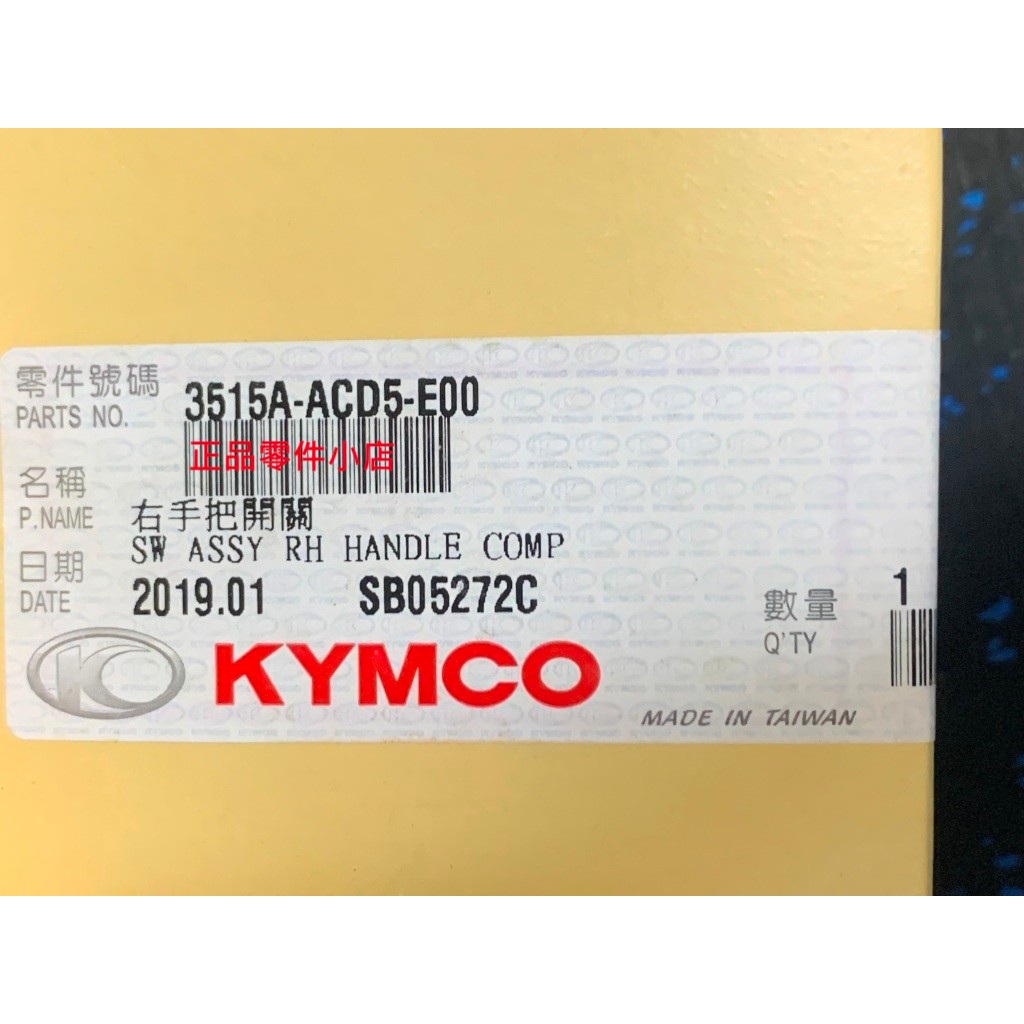 零件號碼
PARTS NO.
3515A-ACD5-E00
正品零件小店
名稱
P.NAME
右手把開關
SW ASSY RH HANDLE COMP
日期
DATE
2019.01 SB05272C
數量
Q'TY
1
KYMCO
MADE IN TAIWAN